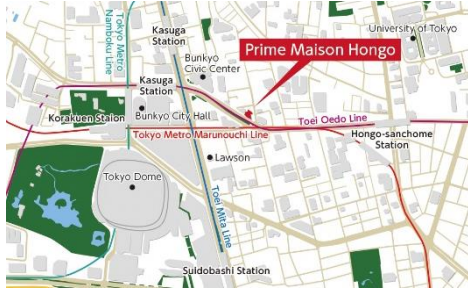 Kasuga
Station
University of Tokyo
Tokyo Metro
Namboku Line
Prime Maison Hongo
Bunkyo
Civic Center
Kasuga
Station
Korakuen Staion
Bunkyo City Hall
Toei Oedo Line
Tokyo Metro Marunouchi Line
Hongo-sanchome
Station
Lawson
Tokyo Dome
Toei Mita Line
Suidobashi Station